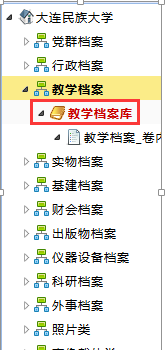 大连民族大学
党群档案
行政档案
教学档案
教学档案库
教学档案_卷内
实物档案
基建档案
财会档案
出版物档案
仪器设备档案
科研档案
外事档案
照片类